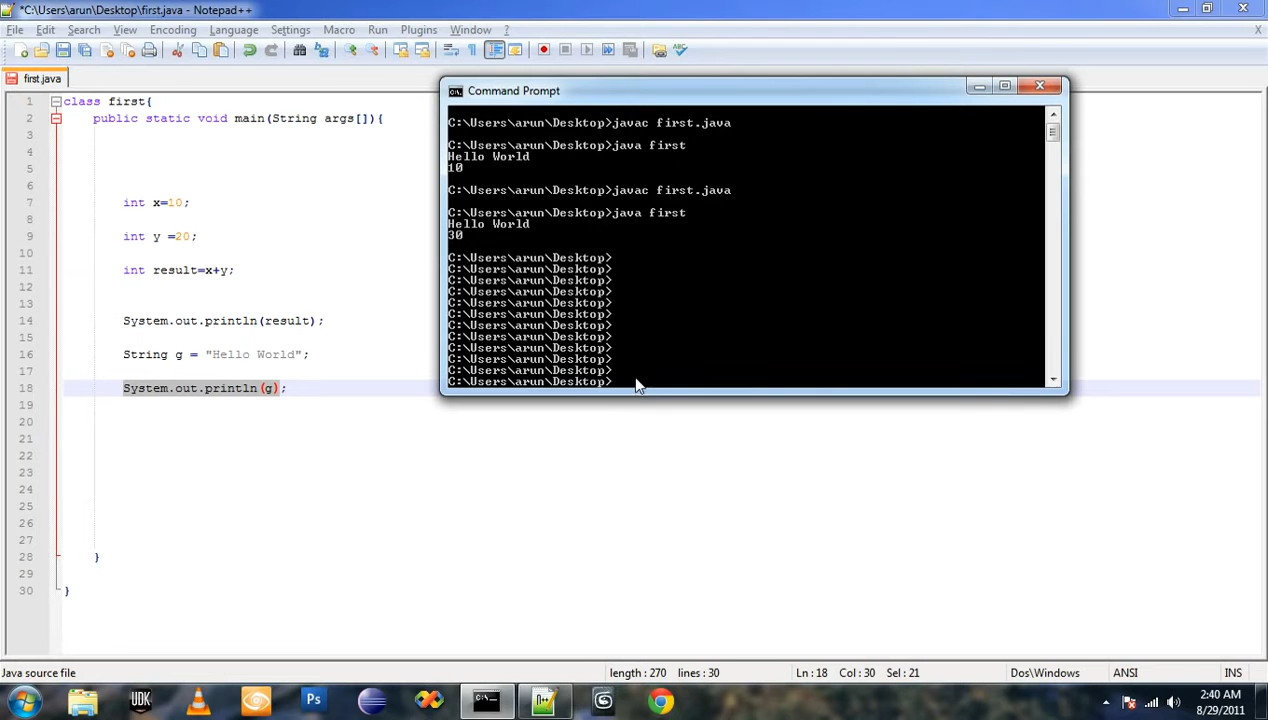 *C:\Users\arun\Desktop\first.java - Notepad++
File Edit Search View Encoding Language Settings Macro Run Plugins Window ? X
first.java
1 class first{
2 public static void main(String args[]){
3
4
5
6
7 int x=10;
8
9 int y =20;
10
11 int result=x+y;
12
13
14 System.out.println(result);
15
16 String g = "Hello World";
17
18 System.out.println(g);
19
20
21
22
23
24
25
26
27
28 }
29
30 }
Command Prompt
C:\Users\arun\Desktop>javac first.java
C:\Users\arun\Desktop>java first
Hello World
10
C:\Users\arun\Desktop>javac first.java
C:\Users\arun\Desktop>java first
Hello World
30
C:\Users\arun\Desktop>
C:\Users\arun\Desktop>
C:\Users\arun\Desktop>
C:\Users\arun\Desktop>
C:\Users\arun\Desktop>
C:\Users\arun\Desktop>
C:\Users\arun\Desktop>
C:\Users\arun\Desktop>
C:\Users\arun\Desktop>
C:\Users\arun\Desktop>
C:\Users\arun\Desktop>
C:\Users\arun\Desktop>
Java source file length : 270 lines : 30 Ln : 18 Col : 30 Sel : 21 Dos\Windows ANSI INS
UDK Ps C:\. N++ 2:40 AM
8/29/2011